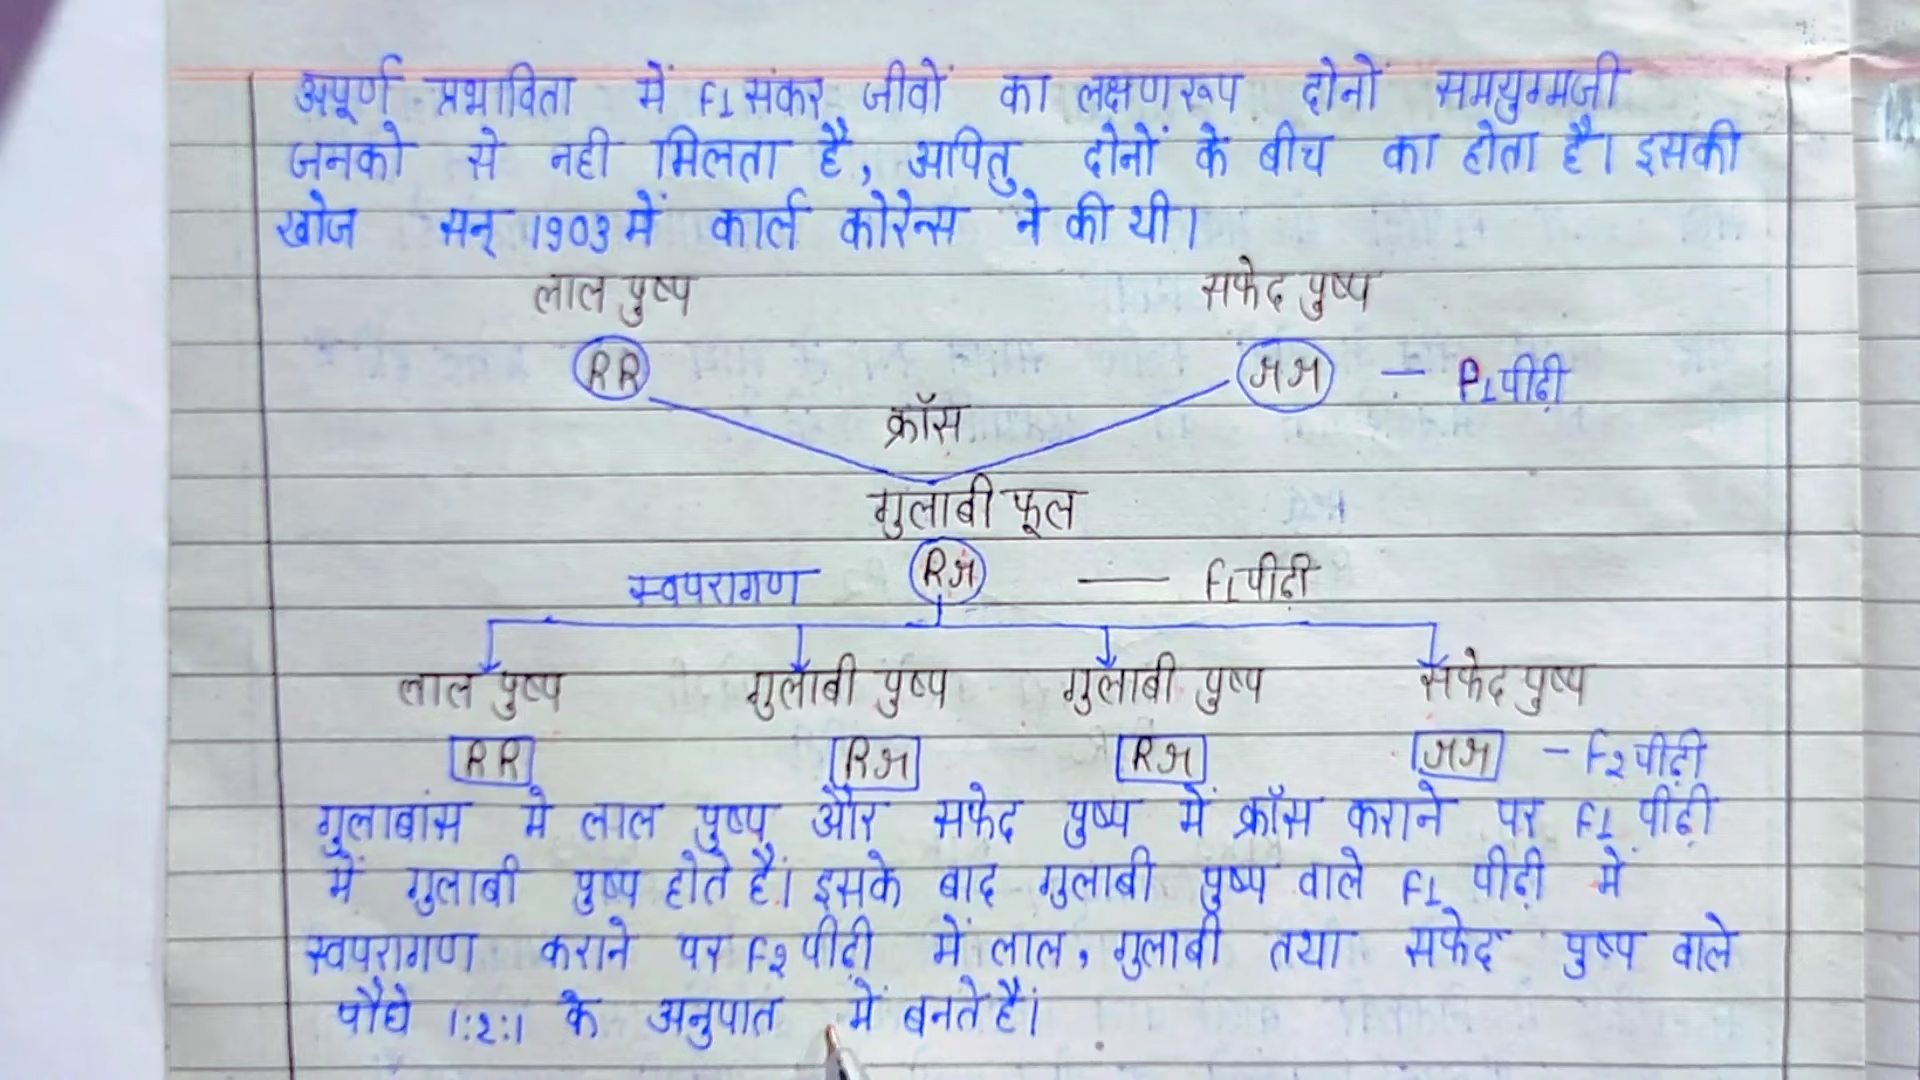 अपूर्ण प्रभाविता में F1 संकर जीवों का लक्षणरूप दोनों समयुग्मजी
जनको से नही मिलता है, अपितु दोनों के बीच का होता है। इसकी
खोज सन् 1903 में कार्ल कोरेन्स ने की थी।
लाल पुष्प सफेद पुष्प
RR rr — P1 पीढ़ी
क्रॉस
गुलाबी फूल
स्वपरागण Rr — F1 पीढ़ी
लाल पुष्प गुलाबी पुष्प गुलाबी पुष्प सफेद पुष्प
RR Rr Rr rr - F2 पीढ़ी
गुलाबांस मे लाल पुष्प और सफेद पुष्प में क्रॉस कराने पर F1 पीढ़ी
में गुलाबी पुष्प होते है। इसके बाद गुलाबी पुष्प वाले F1 पीढ़ी में
स्वपरागण कराने पर F2 पीढ़ी में लाल, गुलाबी तथा सफेद पुष्प वाले
पौधे 1:2:1 के अनुपात में बनते है।